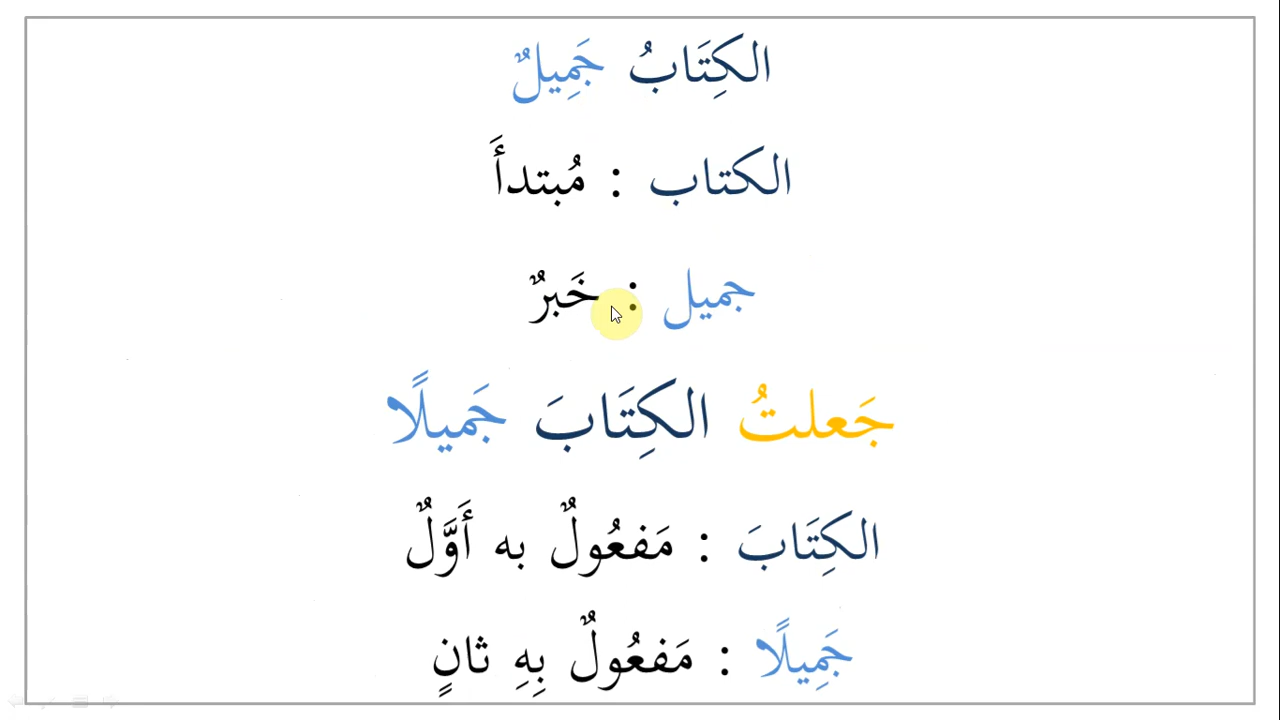 الكِتَابُ جَمِيلٌ
الكتاب : مُبتدأَ
جميل : خَبرٌ
جَعلتُ الكِتَابَ جَميلًا
الكِتَابَ : مَفعُولٌ به أَوَّلٌ
جَمِيلًا : مَفعُولٌ بِهِ ثانٍ